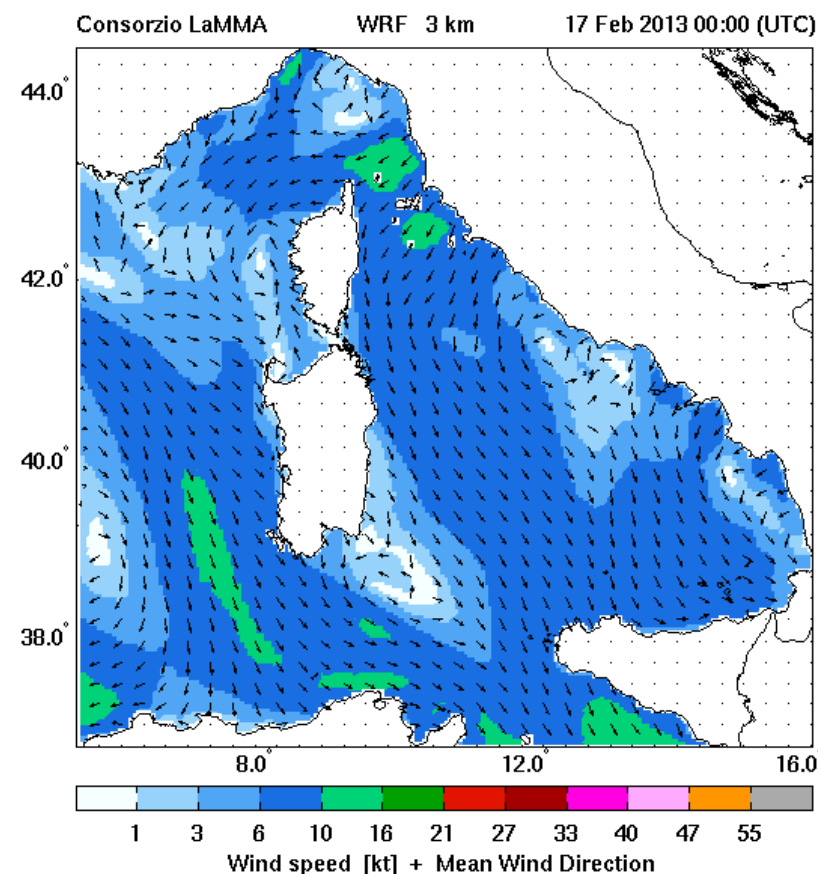 Consorzio LaMMA WRF 3 km 17 Feb 2013 00:00 (UTC)
44.0°
42.0°
40.0°
38.0°
8.0° 12.0° 16.0°
1 3 6 10 16 21 27 33 40 47 55
Wind speed [kt] + Mean Wind Direction